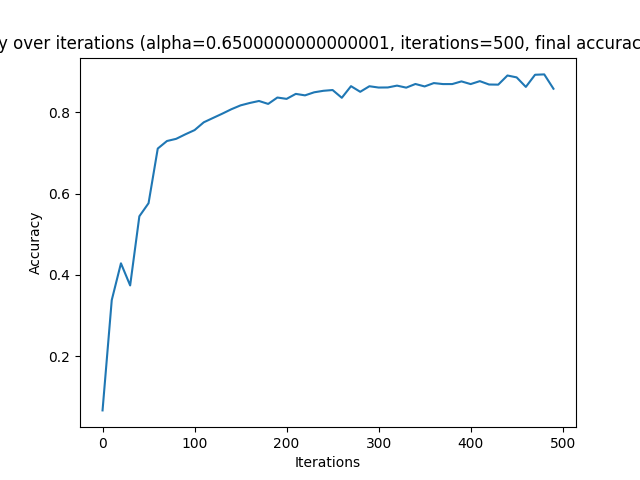 y over iterations (alpha=0.6500000000000001, iterations=500, final accurac
0.8
0.6
0.4
0.2
Accuracy
0 100 200 300 400 500
Iterations